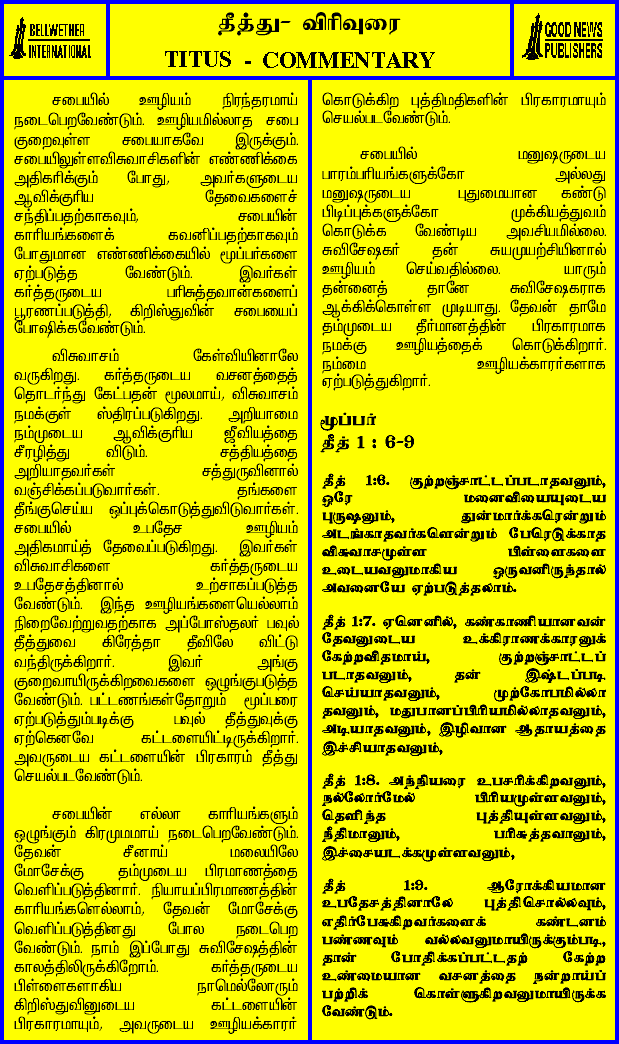 BELLWETHER
INTERNATIONAL
தீத்து- விரிவுரை
TITUS - COMMENTARY
GOOD NEWS
PUBLISHERS
சபையில் ஊழியம் நிரந்தரமாய்
நடைபெறவேண்டும். ஊழியமில்லாத சபை
குறைவுள்ள சபையாகவே இருக்கும்.
சபையிலுள்ளவிசுவாசிகளின் எண்ணிக்கை
அதிகரிக்கும் போது, அவர்களுடைய
ஆவிக்குரிய தேவைகளைச்
சந்திப்பதற்காகவும், சபையின்
காரியங்களைக் கவனிப்பதற்காகவும்
போதுமான எண்ணிக்கையில் மூப்பர்களை
ஏற்படுத்த வேண்டும். இவர்கள்
கர்த்தருடைய பரிசுத்தவான்களைப்
பூரணப்படுத்தி, கிறிஸ்துவின் சபையைப்
போஷிக்கவேண்டும்.
விசுவாசம் கேள்வியினாலே
வருகிறது. கர்த்தருடைய வசனத்தைத்
தொடர்ந்து கேட்பதன் மூலமாய், விசுவாசம்
நமக்குள் ஸ்திரப்படுகிறது. அறியாமை
நம்முடைய ஆவிக்குரிய ஜீவியத்தை
சீரழித்து விடும். சத்தியத்தை
அறியாதவர்கள் சத்துருவினால்
வஞ்சிக்கப்படுவார்கள். தங்களை
தீங்குசெய்ய ஒப்புக்கொடுத்துவிடுவார்கள்.
சபையில் உபதேச ஊழியம்
அதிகமாய்த் தேவைப்படுகிறது. இவர்கள்
விசுவாசிகளை கர்த்தருடைய
உபதேசத்தினால் உற்சாகப்படுத்த
வேண்டும். இந்த ஊழியங்களையெல்லாம்
நிறைவேற்றுவதற்காக அப்போஸ்தலர் பவுல்
தீத்துவை கிரேத்தா தீவிலே விட்டு
வந்திருக்கிறார். இவர் அங்கு
குறைவாயிருக்கிறவைகளை ஒழுங்குபடுத்த
வேண்டும். பட்டணங்கள்தோறும் மூப்பரை
ஏற்படுத்தும்படிக்கு பவுல் தீத்துவுக்கு
ஏற்கெனவே கட்டளையிட்டிருக்கிறார்.
அவருடைய கட்டளையின் பிரகாரம் தீத்து
செயல்படவேண்டும்.
சபையின் எல்லா காரியங்களும்
ஒழுங்கும் கிரமுமமாய் நடைபெறவேண்டும்.
தேவன் சீனாய் மலையிலே
மோசேக்கு தம்முடைய பிரமாணத்தை
வெளிப்படுத்தினார். நியாயப்பிரமாணத்தின்
காரியங்களெல்லாம், தேவன் மோசேக்கு
வெளிப்படுத்தினது போல நடைபெற
வேண்டும். நாம் இப்போது சுவிசேஷத்தின்
காலத்திலிருக்கிறோம். கர்த்தருடைய
பிள்ளைகளாகிய நாமெல்லோரும்
கிறிஸ்துவினுடைய கட்டளையின்
பிரகாரமாயும், அவருடைய ஊழியக்காரர்
கொடுக்கிற புத்திமதிகளின் பிரகாரமாயும்
செயல்படவேண்டும்.
சபையில் மனுஷருடைய
பாரம்பரியங்களுக்கோ அல்லது
மனுஷருடைய புதுமையான கண்டு
பிடிப்புக்களுக்கோ முக்கியத்துவம்
கொடுக்க வேண்டிய அவசியமில்லை.
சுவிசேஷகர் தன் சுயமுயற்சியினால்
ஊழியம் செய்வதில்லை. யாரும்
தன்னைத் தானே சுவிசேஷகராக
ஆக்கிக்கொள்ள முடியாது. தேவன் தாமே
தம்முடைய தீர்மானத்தின் பிரகாரமாக
நமக்கு ஊழியத்தைக் கொடுக்கிறார்.
நம்மை ஊழியக்காரர்களாக
ஏற்படுத்துகிறார்.
மூப்பர்
தீத் 1 : 6-9
தீத் 1:6. குற்றஞ்சாட்டப்படாதவனும்,
ஒரே மனைவியையுடைய
புருஷனும், துன்மார்க்கரென்றும்
அடங்காதவர்களென்றும் பேரெடுக்காத
விசுவாசமுள்ள பிள்ளைகளை
உடையவனுமாகிய ஒருவனிருந்தால்
அவனையே ஏற்படுத்தலாம்.
தீத் 1:7. ஏனெனில், கண்காணியானவன்
தேவனுடைய உக்கிராணக்காரனுக்
கேற்றவிதமாய், குற்றஞ்சாட்டப்
படாதவனும், தன் இஷ்டப்படி
செய்யாதவனும், முற்கோபமில்லா
தவனும், மதுபானப்பிரியமில்லாதவனும்,
அடியாதவனும், இழிவான ஆதாயத்தை
இச்சியாதவனும்,
தீத் 1:8. அந்நியரை உபசரிக்கிறவனும்,
நல்லோர்மேல் பிரியமுள்ளவனும்,
தெளிந்த புத்தியுள்ளவனும்,
நீதிமானும், பரிசுத்தவானும்,
இச்சையடக்கமுள்ளவனும்,
தீத் 1:9. ஆரோக்கியமான
உபதேசத்தினாலே புத்திசொல்லவும்,
எதிர்பேசுகிறவர்களைக் கண்டனம்
பண்ணவும் வல்லவனுமாயிருக்கும்படி,
தான் போதிக்கப்பட்டதற் கேற்ற
உண்மையான வசனத்தை நன்றாய்ப்
பற்றிக் கொள்ளுகிறவனுமாயிருக்க
வேண்டும்.